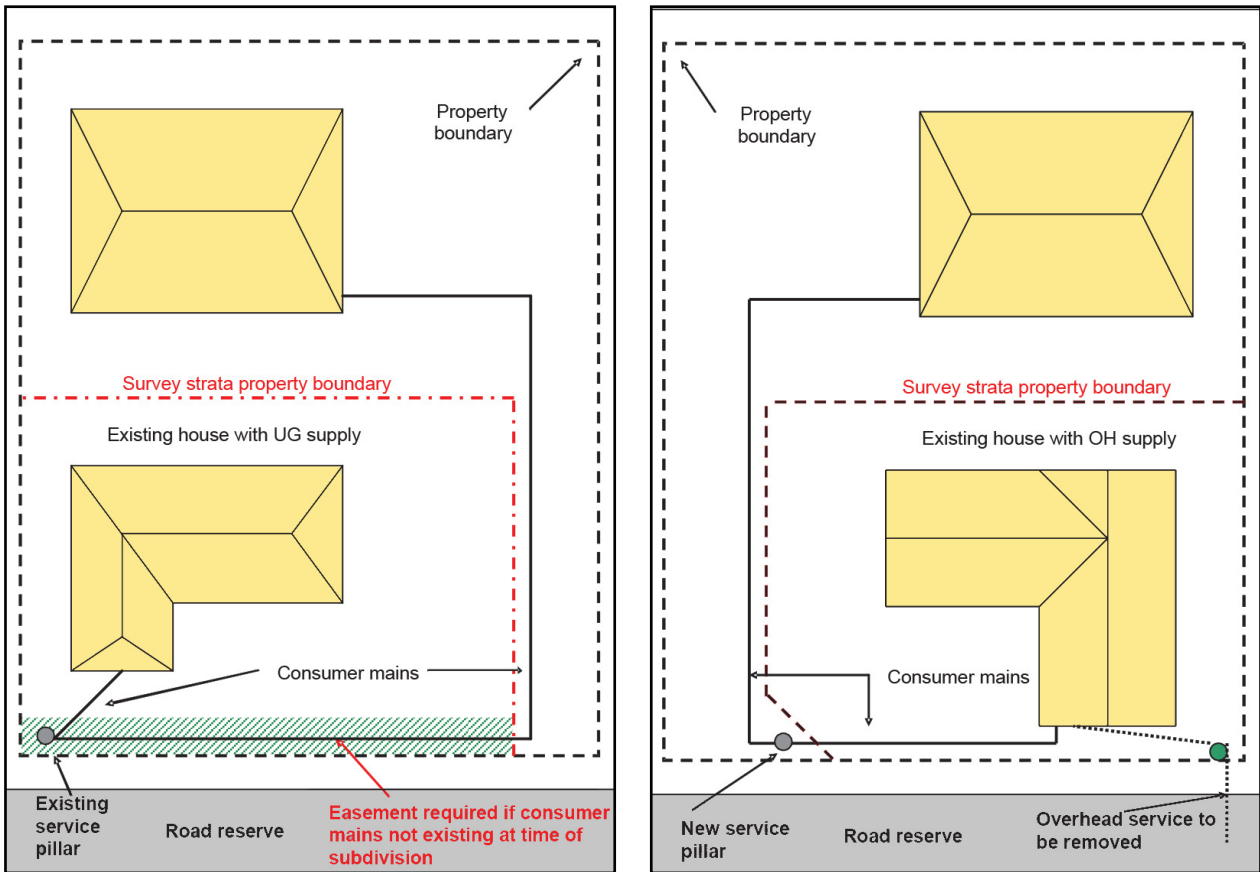 Property
boundary
Survey strata property boundary
Existing house with UG supply
Consumer mains
Existing
service
pillar
Road reserve
Easement required if consumer
mains not existing at time of
subdivision
Property
boundary
Survey strata property boundary
Existing house with OH supply
Consumer mains
New service
pillar
Road reserve
Overhead service to
be removed